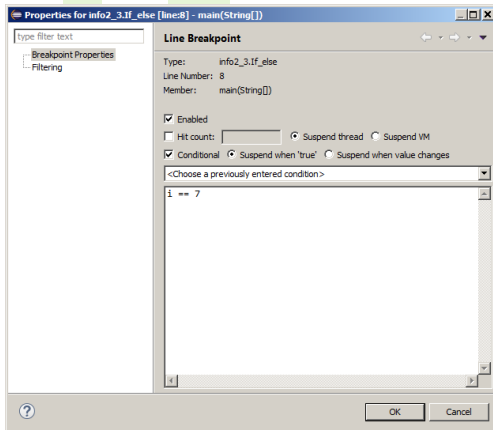 Properties for info2_3.If_else [line:8] - main(String[])
type filter text
Breakpoint Properties
Filtering
Line Breakpoint
Type: info2_3.If_else
Line Number: 8
Member: main(String[])
Enabled
Hit count: Suspend thread Suspend VM
Conditional Suspend when 'true' Suspend when value changes
<Choose a previously entered condition>
i == 7
?
OK Cancel